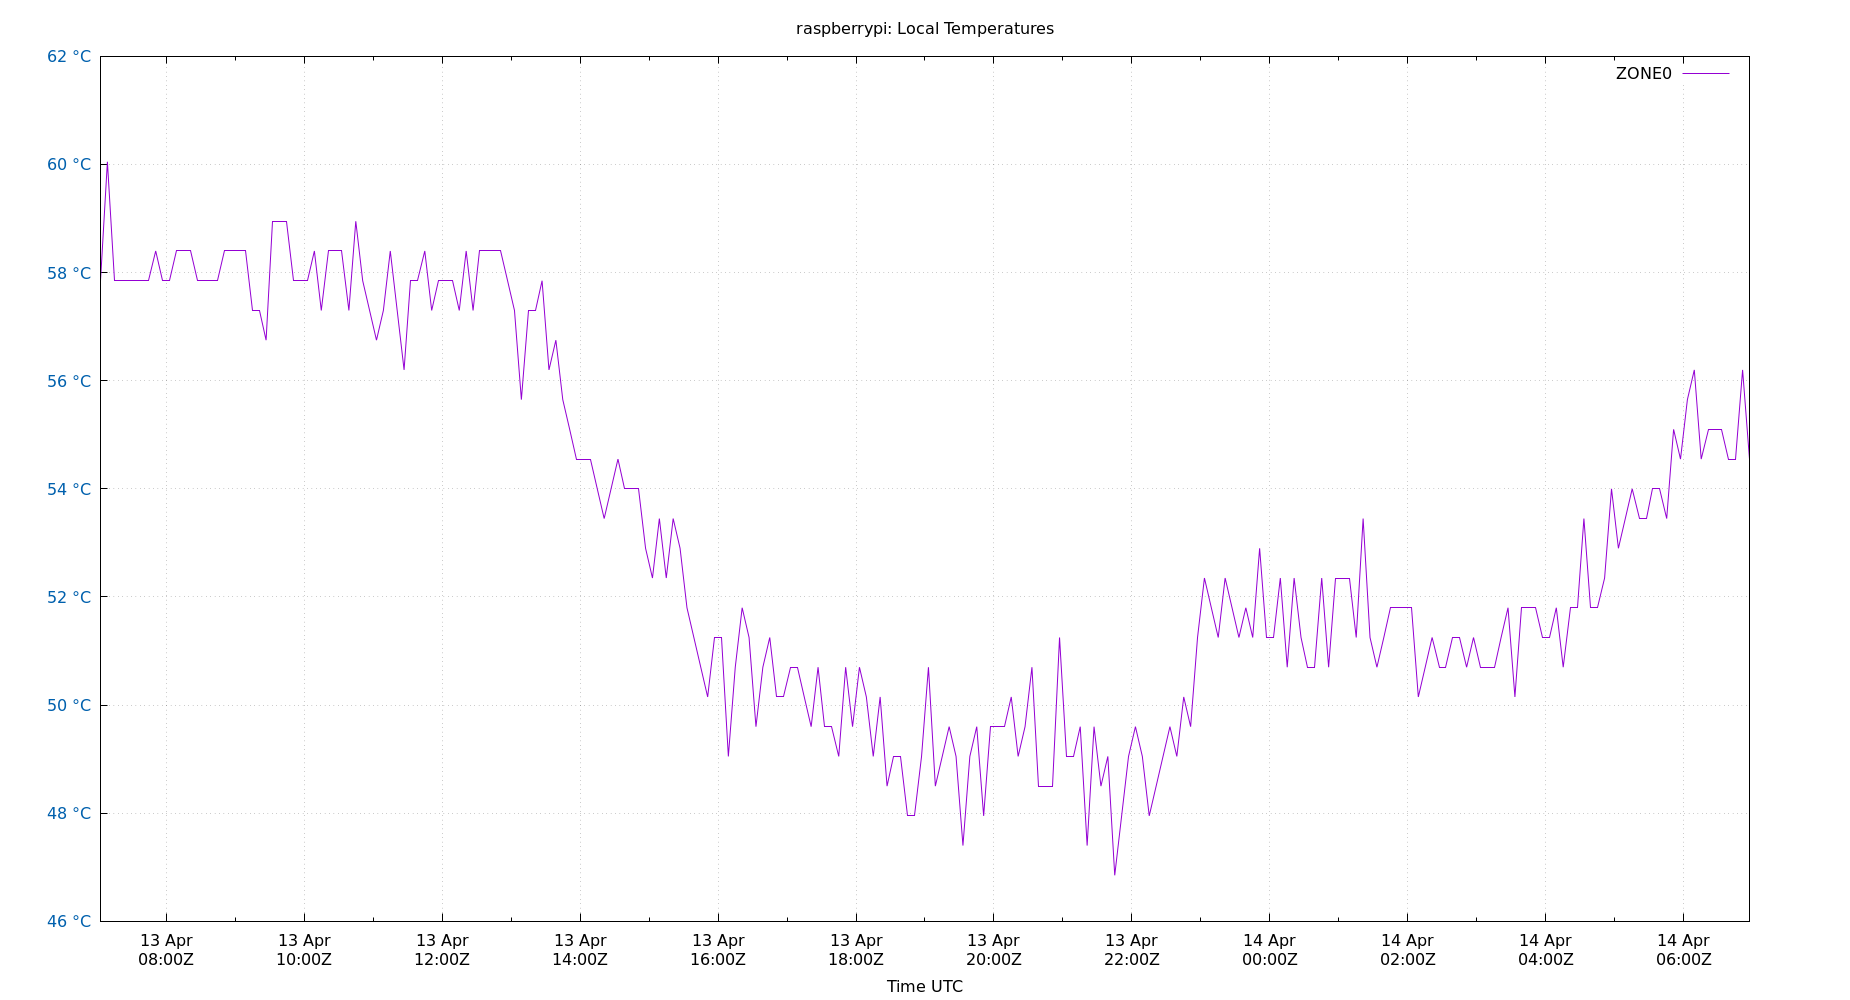 raspberrypi: Local Temperatures
62 °C
ZONE0
60 °C
58 °C
56 °C
54 °C
52 °C
50 °C
48 °C
46 °C
13 Apr 13 Apr 13 Apr 13 Apr 13 Apr 13 Apr 13 Apr 13 Apr 14 Apr 14 Apr 14 Apr 14 Apr
08:00Z 10:00Z 12:00Z 14:00Z 16:00Z 18:00Z 20:00Z 22:00Z 00:00Z 02:00Z 04:00Z 06:00Z
Time UTC